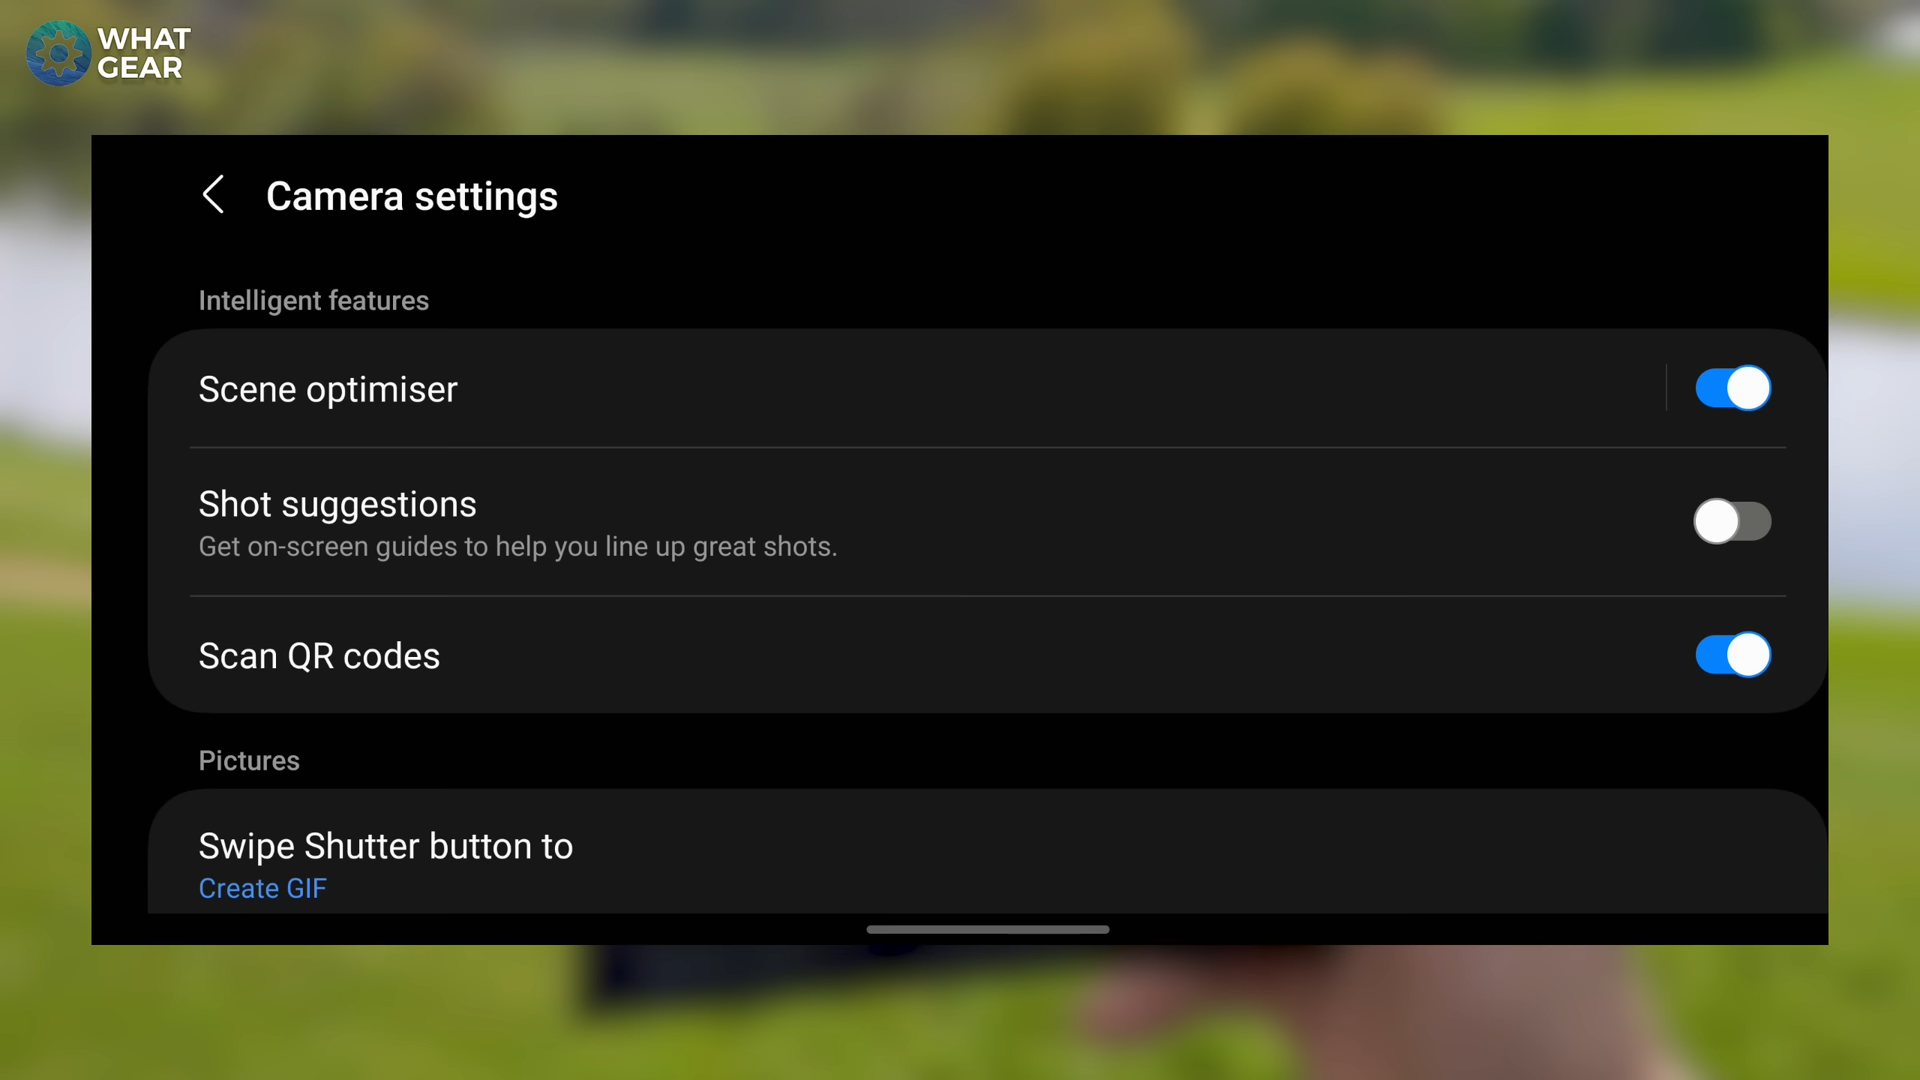 WHAT
GEAR
Camera settings
Intelligent features
Scene optimiser
Shot suggestions
Get on-screen guides to help you line up great shots.
Scan QR codes
Pictures
Swipe Shutter button to
Create GIF